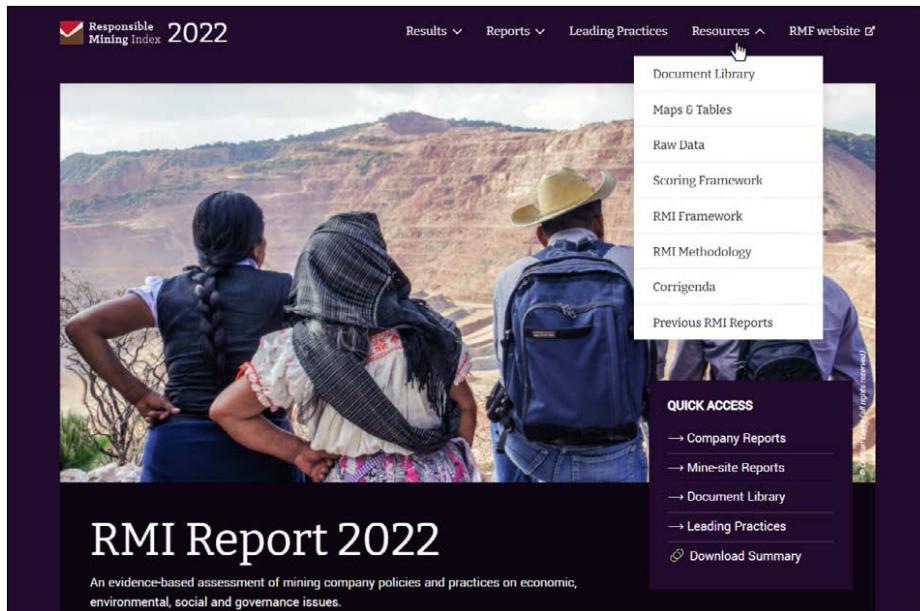 Responsible
Mining Index 2022
Results
Reports
Leading Practices
Resources
RMF website
Document Library
Maps & Tables
Raw Data
Scoring Framework
RMI Framework
RMI Methodology
Corrigenda
Previous RMI Reports
QUICK ACCESS
→ Company Reports
→ Mine-site Reports
→ Document Library
→ Leading Practices
Download Summary
(all rights reserved)
RMI Report 2022
An evidence-based assessment of mining company policies and practices on economic,
environmental, social and governance issues.